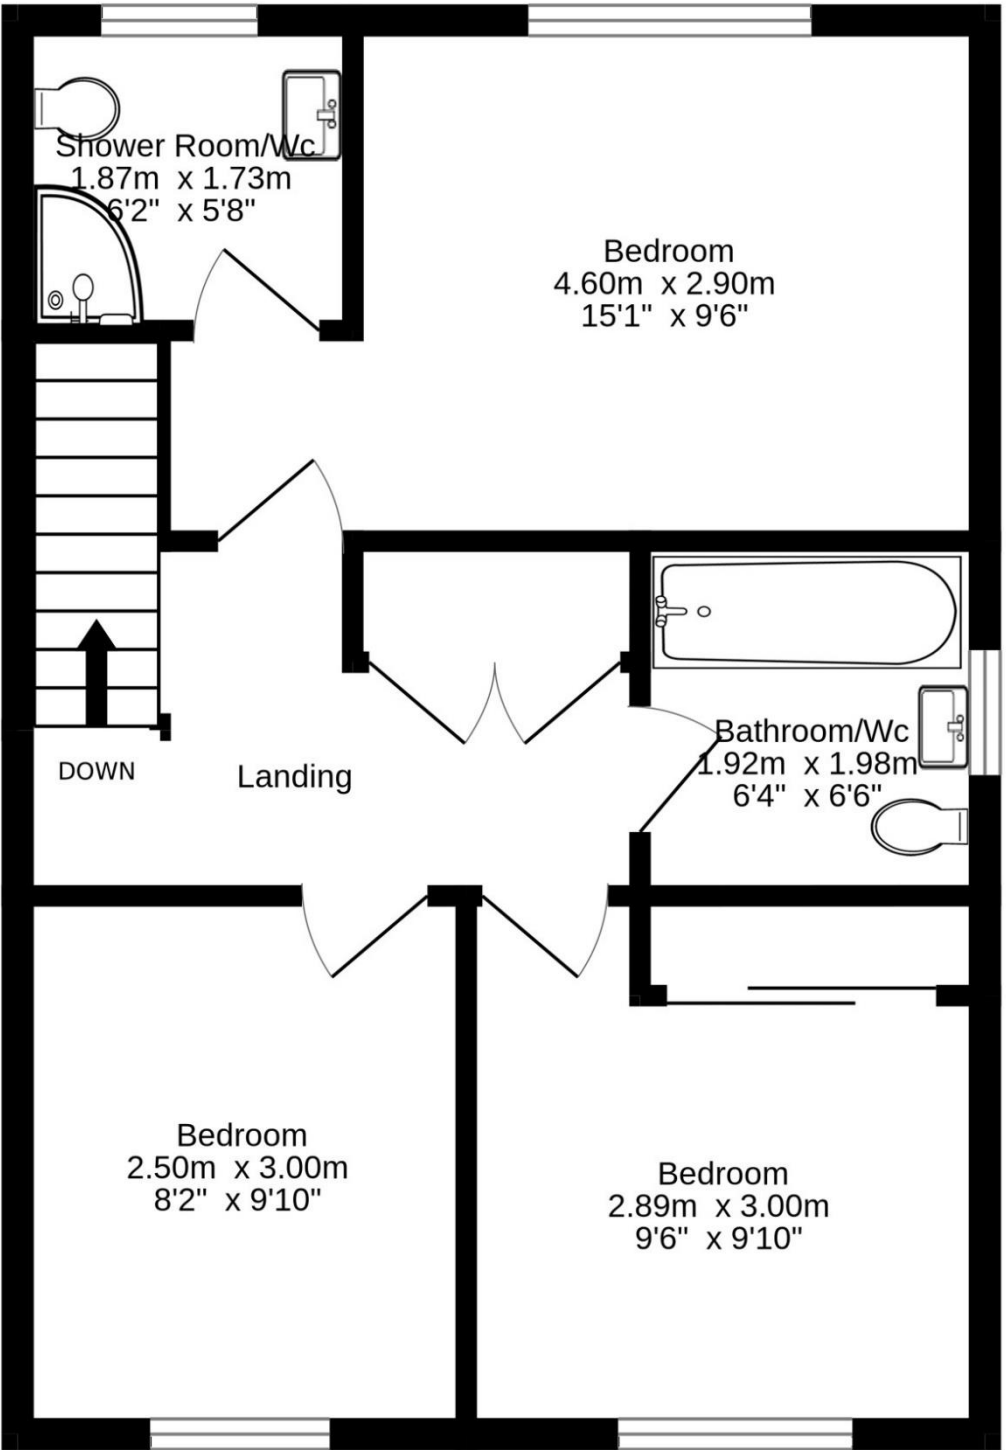 Shower Room/Wc
1.87m x 1.73m
6'2" x 5'8"
Bedroom
4.60m x 2.90m
15'1" x 9'6"
DOWN
Landing
Bathroom/Wc
1.92m x 1.98m
6'4" x 6'6"
Bedroom
2.50m x 3.00m
8'2" x 9'10"
Bedroom
2.89m x 3.00m
9'6" x 9'10"